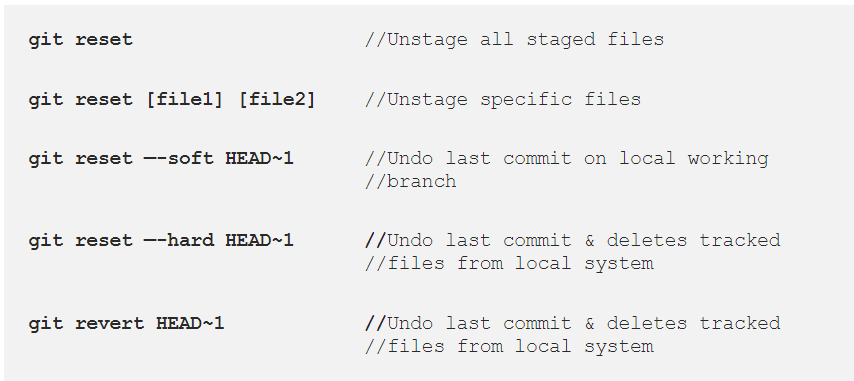 git reset //Unstage all staged files
git reset [file1] [file2] //Unstage specific files
git reset —-soft HEAD~1 //Undo last commit on local working
//branch
git reset —-hard HEAD~1 //Undo last commit & deletes tracked
//files from local system
git revert HEAD~1 //Undo last commit & deletes tracked
//files from local system